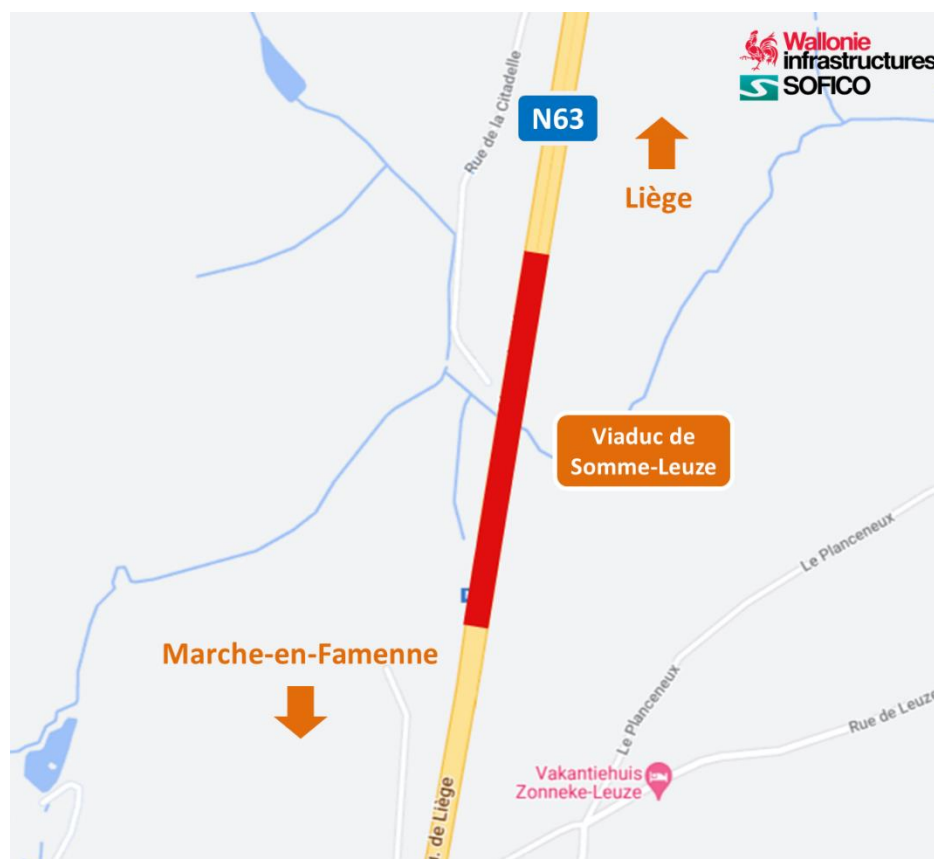 Wallonie
infrastructures
SOFICO
N63
Rue de la Citadelle
Liège
Viaduc de
Somme-Leuze
Le Planceneux
Marche-en-Famenne
Le Planceneux
Rue de Leuze
Vakantiehuis
Zonneke-Leuze
de Liège